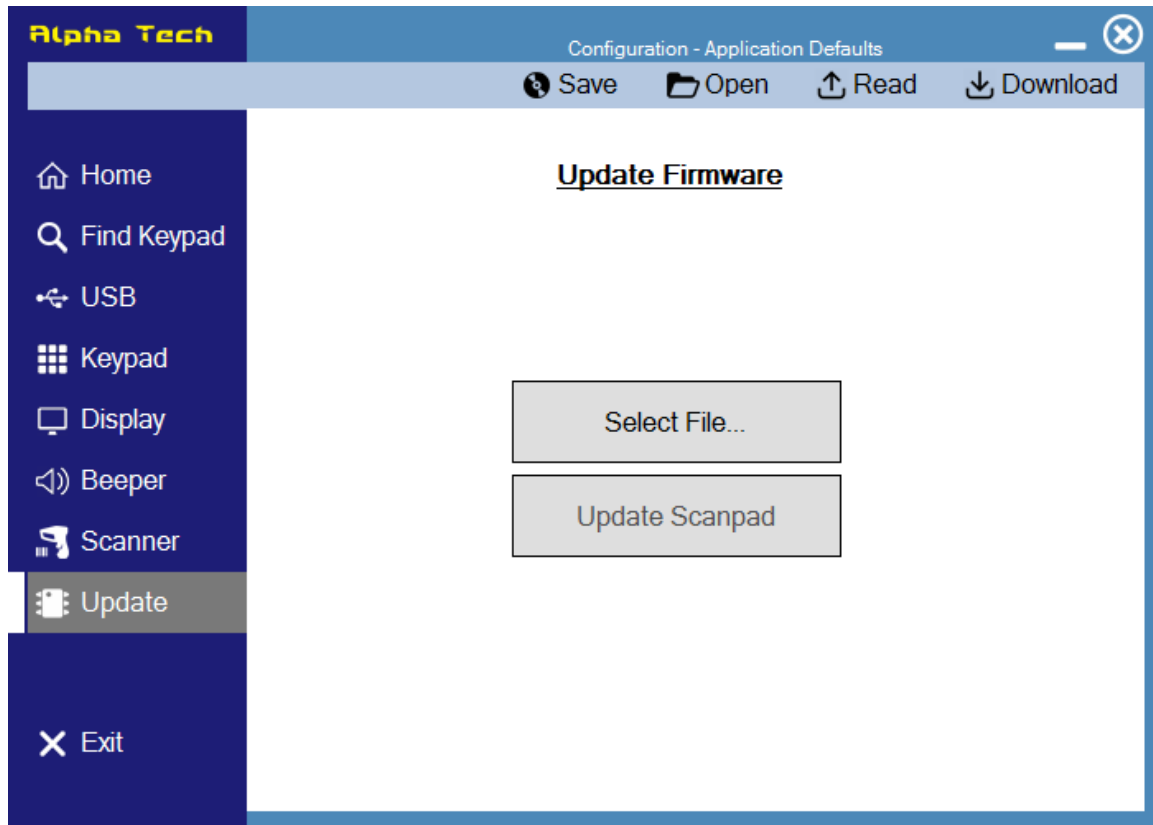 Alpha Tech
Configuration - Application Defaults
Save Open Read Download
Home
Find Keypad
USB
Keypad
Display
Beeper
Scanner
Update
Exit
Update Firmware
Select File...
Update Scanpad